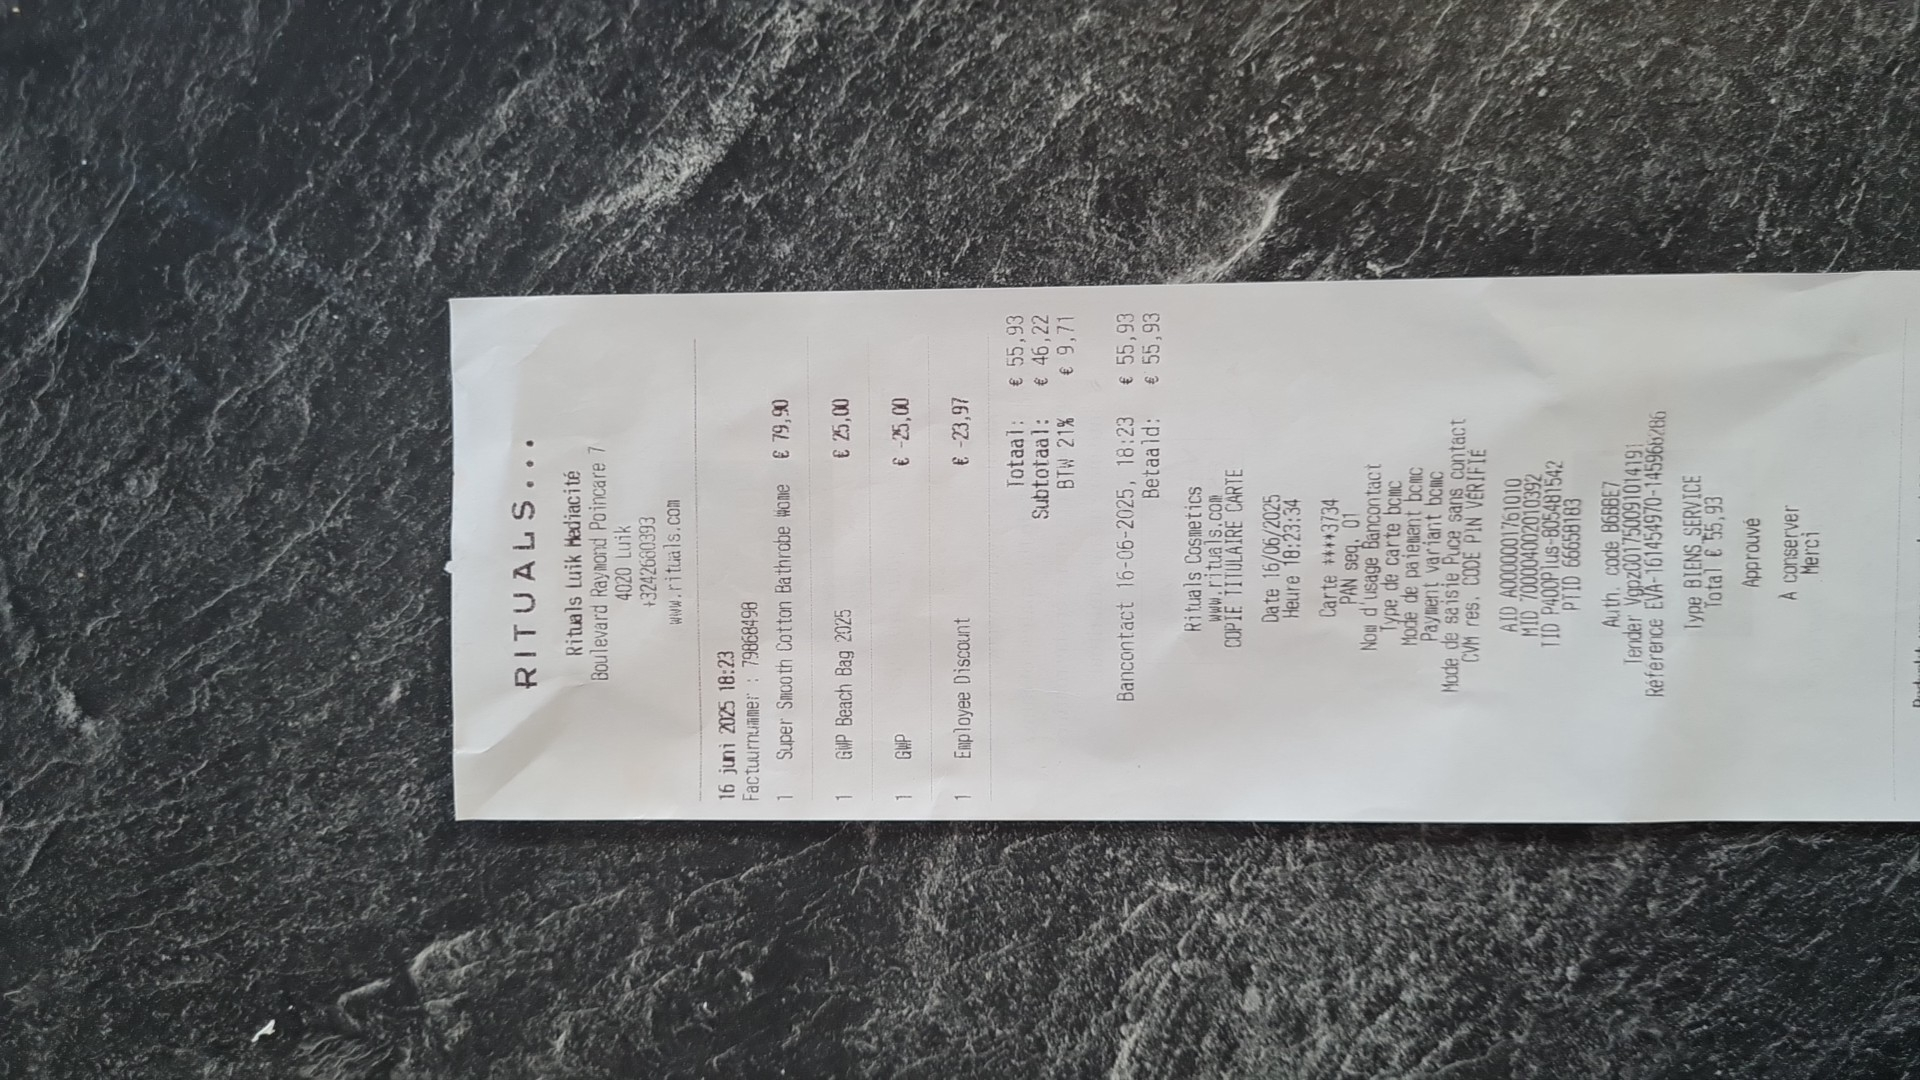 RITUALS...
Rituals Luik Mediacité
Boulevard Raymond Poincare 7
4020 Luik
+3242660393
www.rituals.com
16 juni 2025 18:23
Factuurnummer : 79868498
1 Super Smooth Cotton Bathrobe Wome € 79,90
1 GWP Beach Bag 2025 € 25,00
1 GWP € -25,00
1 Employee Discount € -23,97
Totaal: € 55,93
Subtotaal: € 46,22
BTW 21% € 9,71
Bancontact 16-06-2025, 18:23 € 55,93
Betaald: € 55,93
Rituals Cosmetics
www.rituals.com
COPIE TITULAIRE CARTE
Date 16/06/2025
Heure 18:23:34
Carte ****3734
PAN seq. 01
Nom d'usage Bancontact
Type de carte bcmc
Mode de paiement bcmc
Payment variant bcmc
Mode de saisie Puce sans contact
CVM res. CODE PIN VÉRIFIÉ
AID A0000001761010
MID 700004002010392
TID P400Plus-805481542
PTID 66658183
Auth. code B6BBE7
Tender Vgpz001750091014191
Référence EVA-161454970-145966286
Type BIENS SERVICE
Total € 55,93
Approuvé
A conserver
Merci